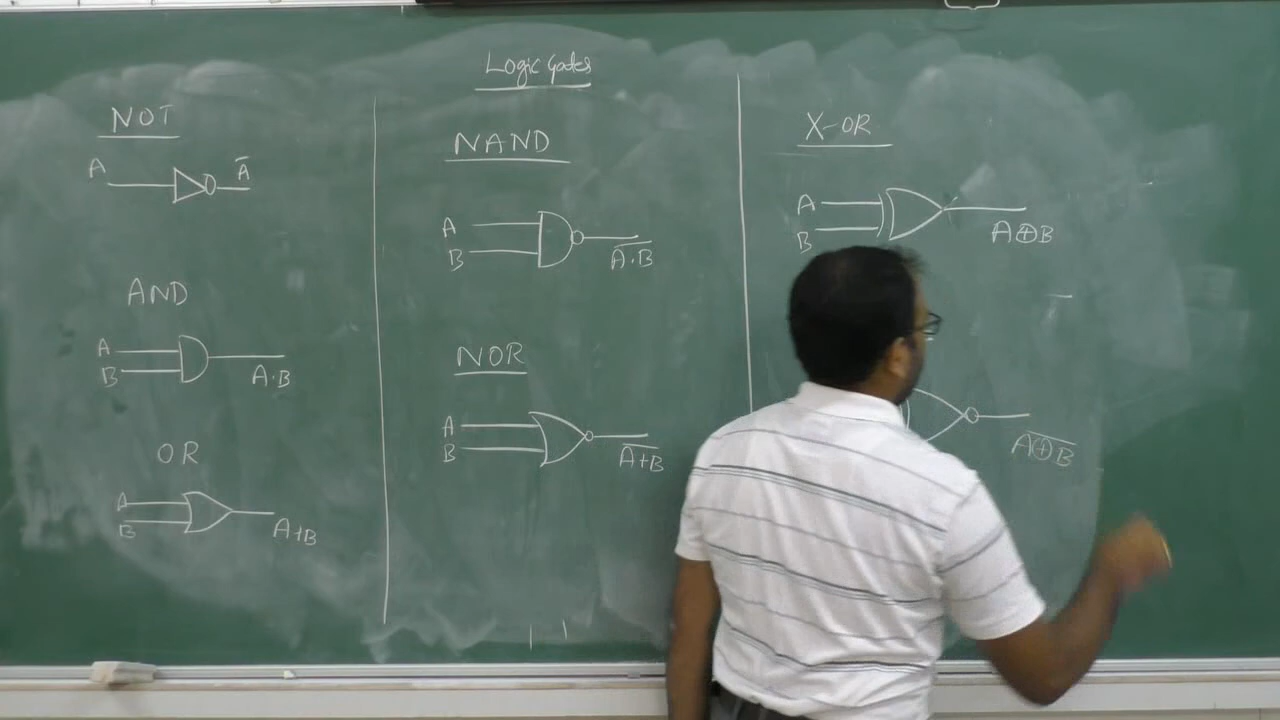 Logic Gates
NOT
A
A̅
AND
A
B
A.B
OR
A
B
A+B
NAND
A
B
A̅.̅B̅
NOR
A
B
A̅+̅B̅
X-OR
A
B
A⊕B
A̅⊕̅B̅